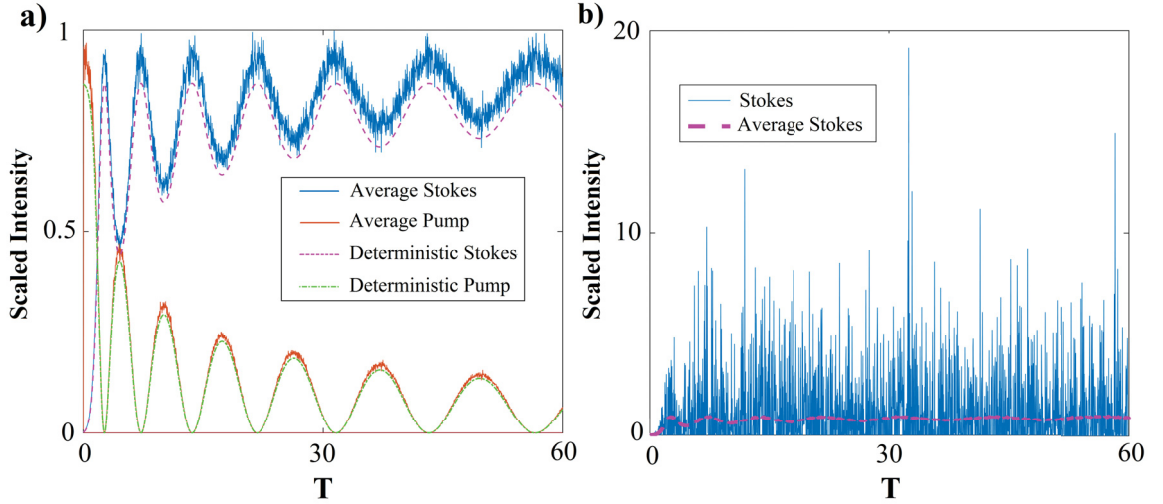 a)
1
0.5
0
Scaled Intensity
Average Stokes
Average Pump
Deterministic Stokes
Deterministic Pump
0
30
60
T
b)
20
10
0
Scaled Intensity
Stokes
Average Stokes
0
30
60
T